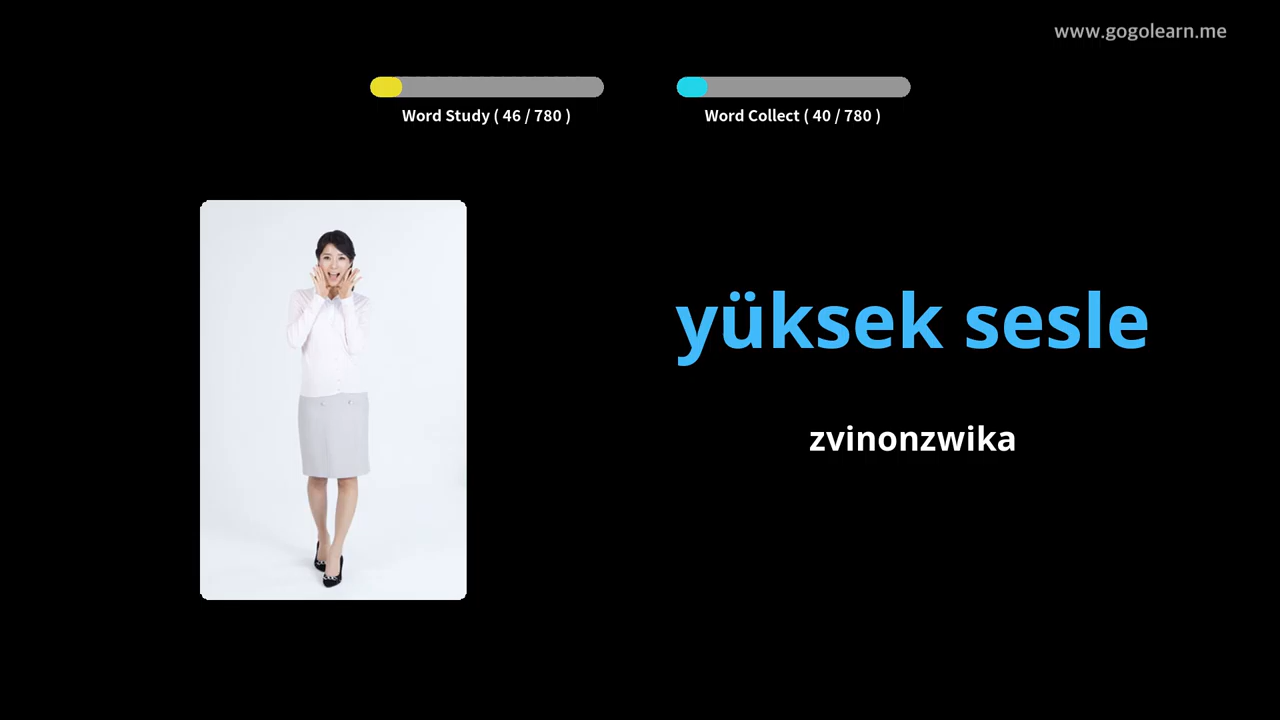 www.gogolearn.me
Word Study ( 46 / 780 )
Word Collect ( 40 / 780 )
yüksek sesle
zvinonzwika